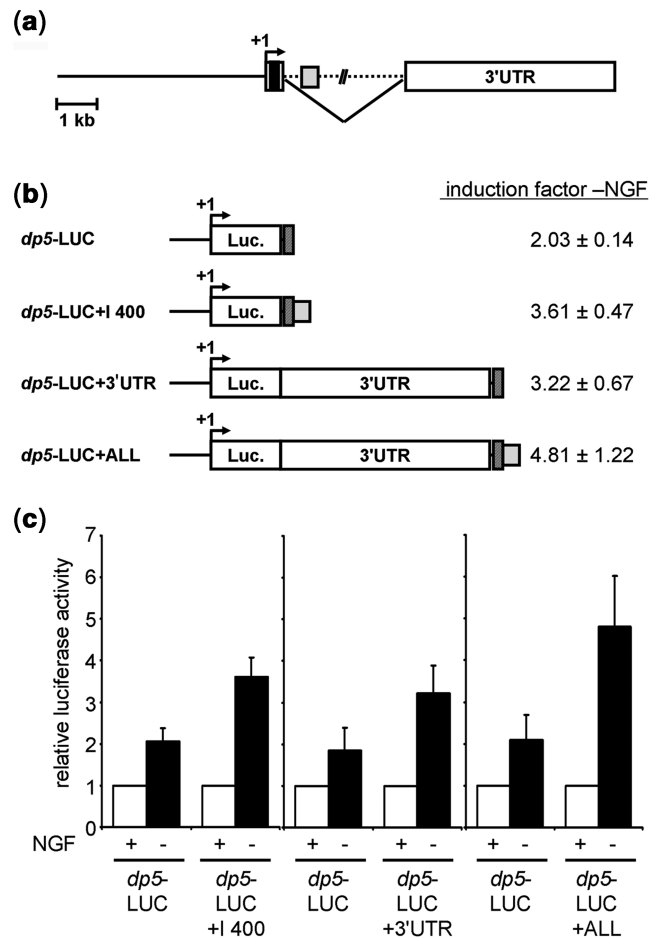 (a)
+1
3'UTR
1 kb
(b)
induction factor –NGF
+1
dp5-LUC
Luc.
2.03 ± 0.14
+1
dp5-LUC+I 400
Luc.
3.61 ± 0.47
+1
dp5-LUC+3'UTR
Luc.
3'UTR
3.22 ± 0.67
+1
dp5-LUC+ALL
Luc.
3'UTR
4.81 ± 1.22
(c)
relative luciferase activity
7
6
5
4
3
2
1
0
NGF + - + - + - + - + - + -
dp5- dp5- dp5- dp5- dp5- dp5-
LUC LUC LUC LUC LUC LUC
+I 400 +3'UTR +ALL